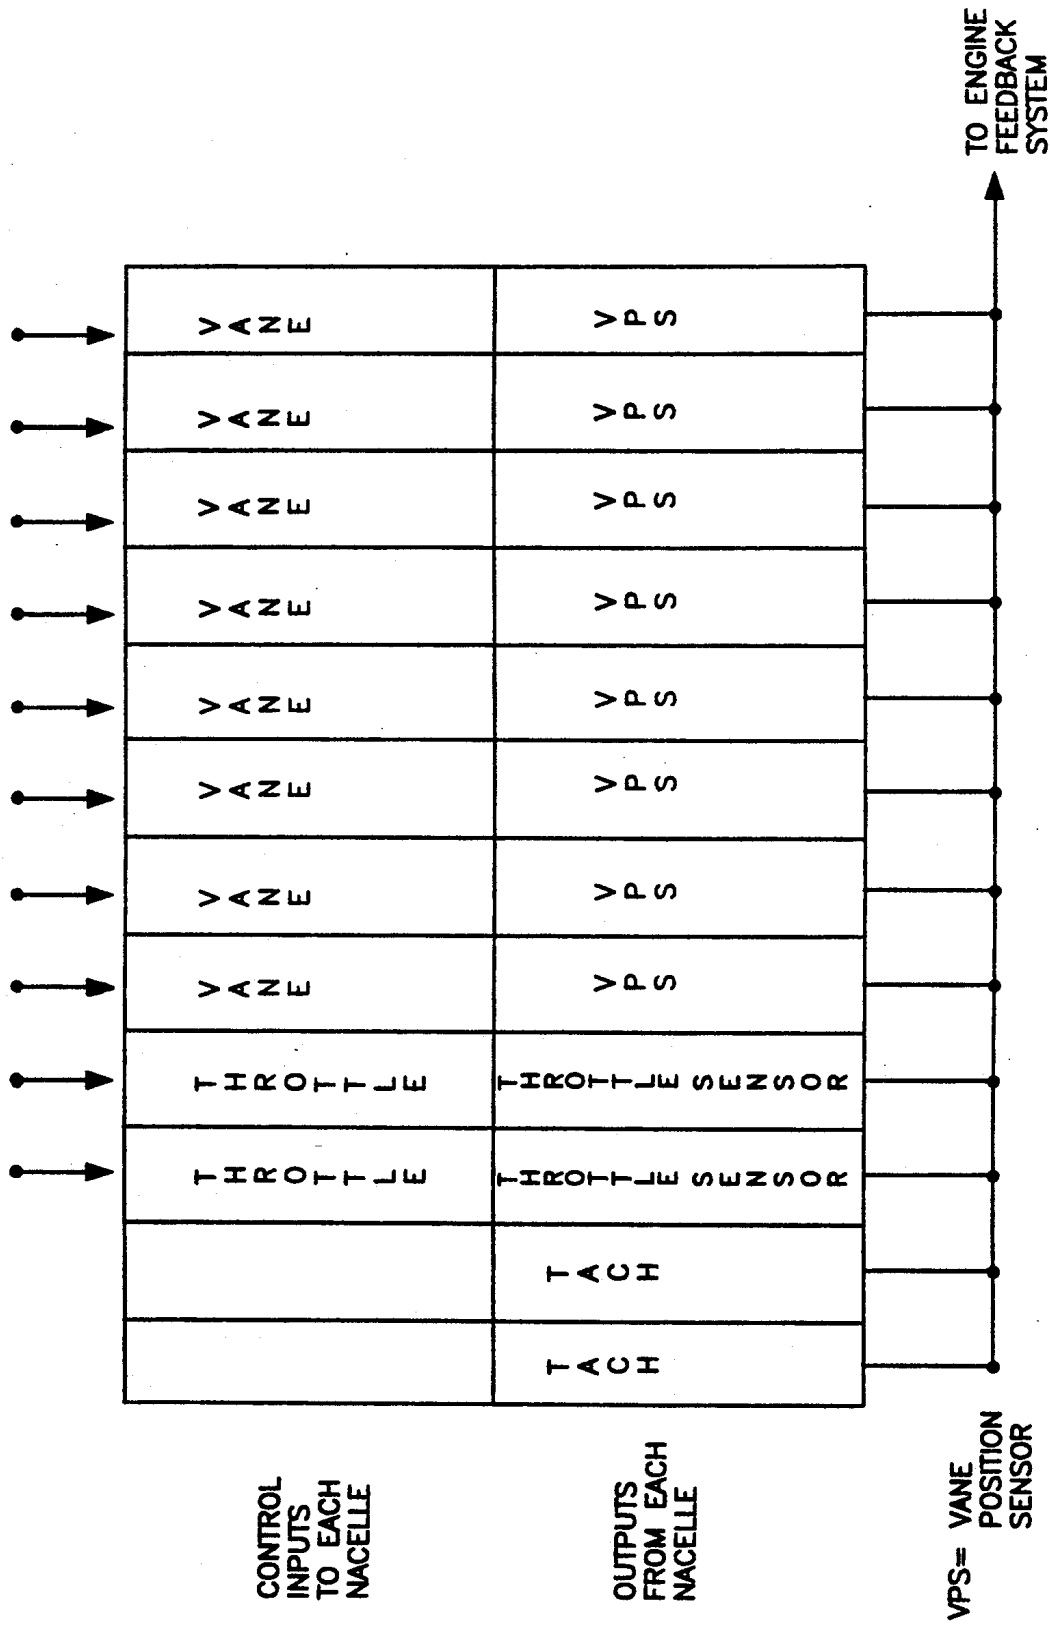 CONTROL
INPUTS
TO EACH
NACELLE
THROTTLE
THROTTLE
VANE
VANE
VANE
VANE
VANE
VANE
VANE
VANE
OUTPUTS
FROM EACH
NACELLE
TACH
TACH
THROTTLE SENSOR
THROTTLE SENSOR
VPS
VPS
VPS
VPS
VPS
VPS
VPS
VPS
VPS= VANE
POSITION
SENSOR
TO ENGINE
FEEDBACK
SYSTEM